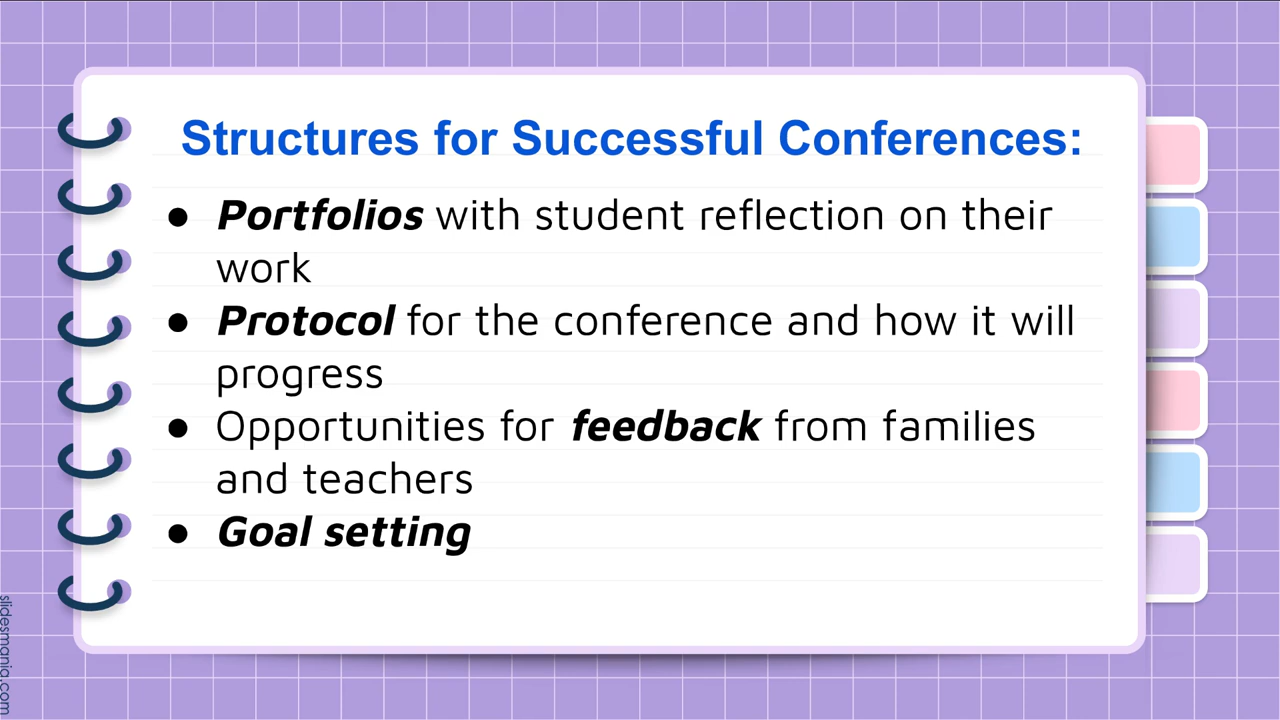 Structures for Successful Conferences:
● Portfolios with student reflection on their
work
● Protocol for the conference and how it will
progress
● Opportunities for feedback from families
and teachers
● Goal setting
slidesmania.com